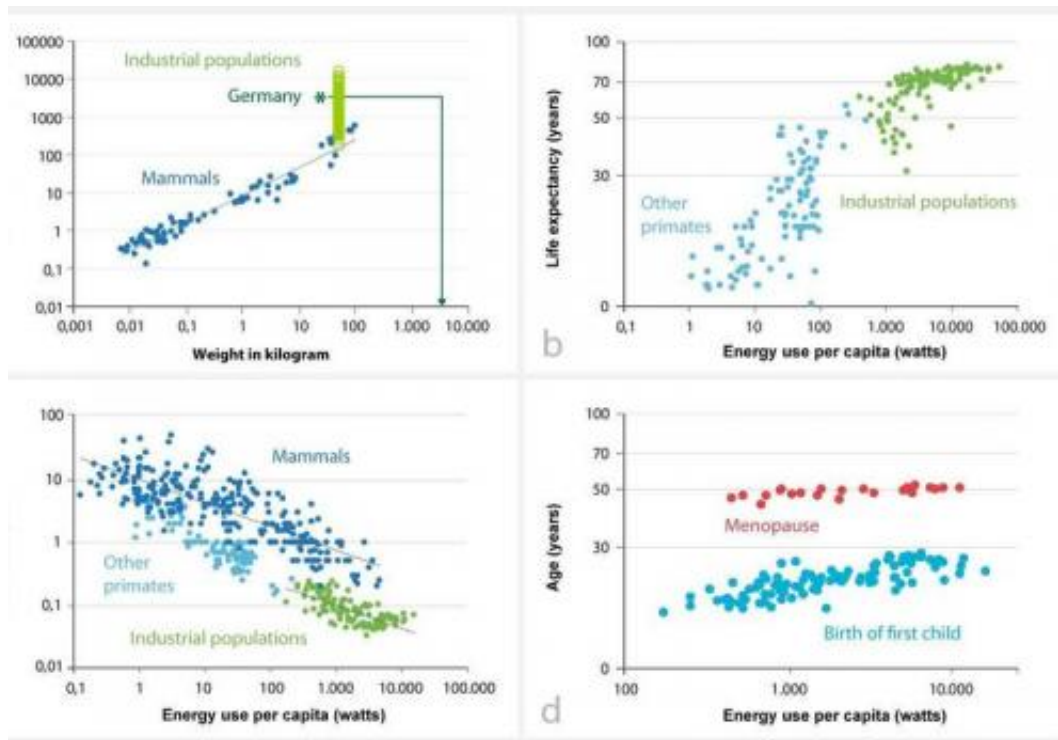 100000
10000
1000
100
10
1
0,1
0,01
Industrial populations
Germany
Mammals
0,001 0,01 0,1 1 10 100 1.000 10.000
Weight in kilogram
Life expectancy (years)
100
70
50
30
0
Other
primates
Industrial populations
0,1 1 10 100 1.000 10.000 100.000
Energy use per capita (watts)
b
100
10
1
0,1
0,01
Mammals
Other
primates
Industrial populations
0,1 1 10 100 1.000 10.000
Energy use per capita (watts)
Age (years)
100
70
50
30
0
Menopause
Birth of first child
100 1.000 10.000
Energy use per capita (watts)
d